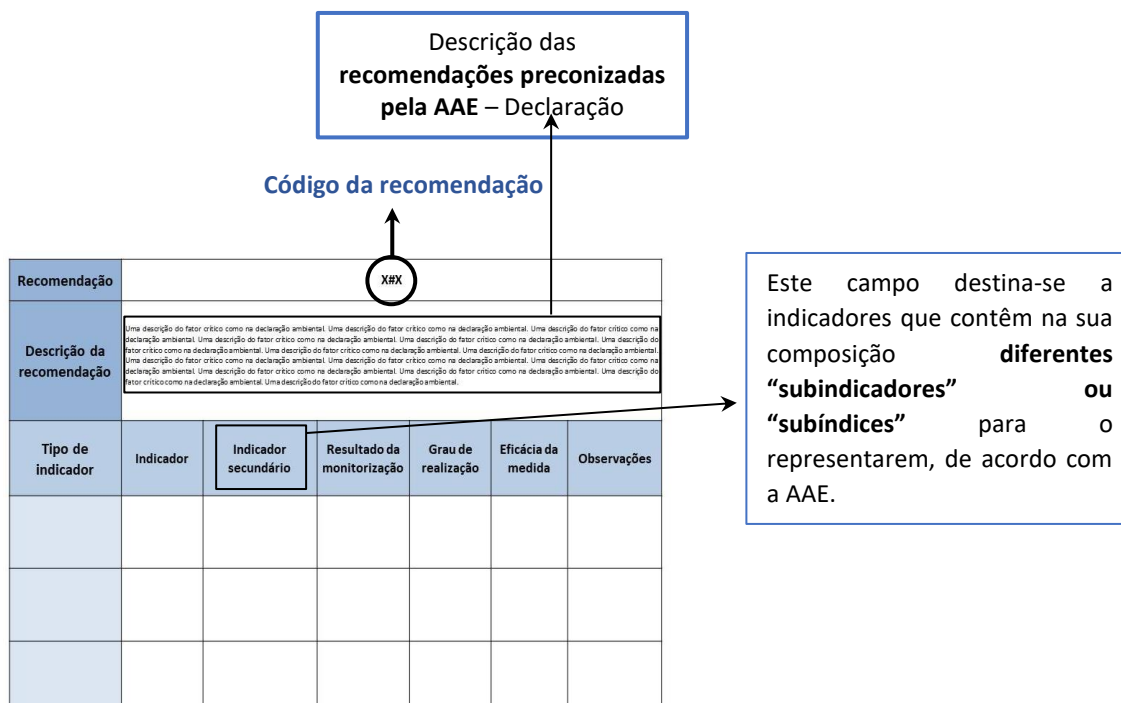 Descrição das
recomendações preconizadas
pela AAE – Declaração
Código da recomendação
Recomendação
X#X
Descrição da
recomendação
Uma descrição do fator crítico como na declaração ambiental. Uma descrição do fator crítico como na declaração ambiental. Uma descrição do fator crítico como na
declaração ambiental. Uma descrição do fator crítico como na declaração ambiental. Uma descrição do fator crítico como na declaração ambiental. Uma descrição do
fator crítico como na declaração ambiental. Uma descrição do fator crítico como na declaração ambiental. Uma descrição do fator crítico como na declaração ambiental.
Uma descrição do fator crítico como na declaração ambiental. Uma descrição do fator crítico como na declaração ambiental. Uma descrição do fator crítico como na
declaração ambiental. Uma descrição do fator crítico como na declaração ambiental. Uma descrição do fator crítico como na declaração ambiental. Uma descrição do
fator crítico como na declaração ambiental. Uma descrição do fator crítico como na declaração ambiental.
Tipo de
indicador
Indicador
Indicador
secundário
Resultado da
monitorização
Grau de
realização
Eficácia da
medida
Observações
Este campo destina-se a
indicadores que contêm na sua
composição diferentes
“subindicadores” ou
“subíndices” para o
representarem, de acordo com
a AAE.